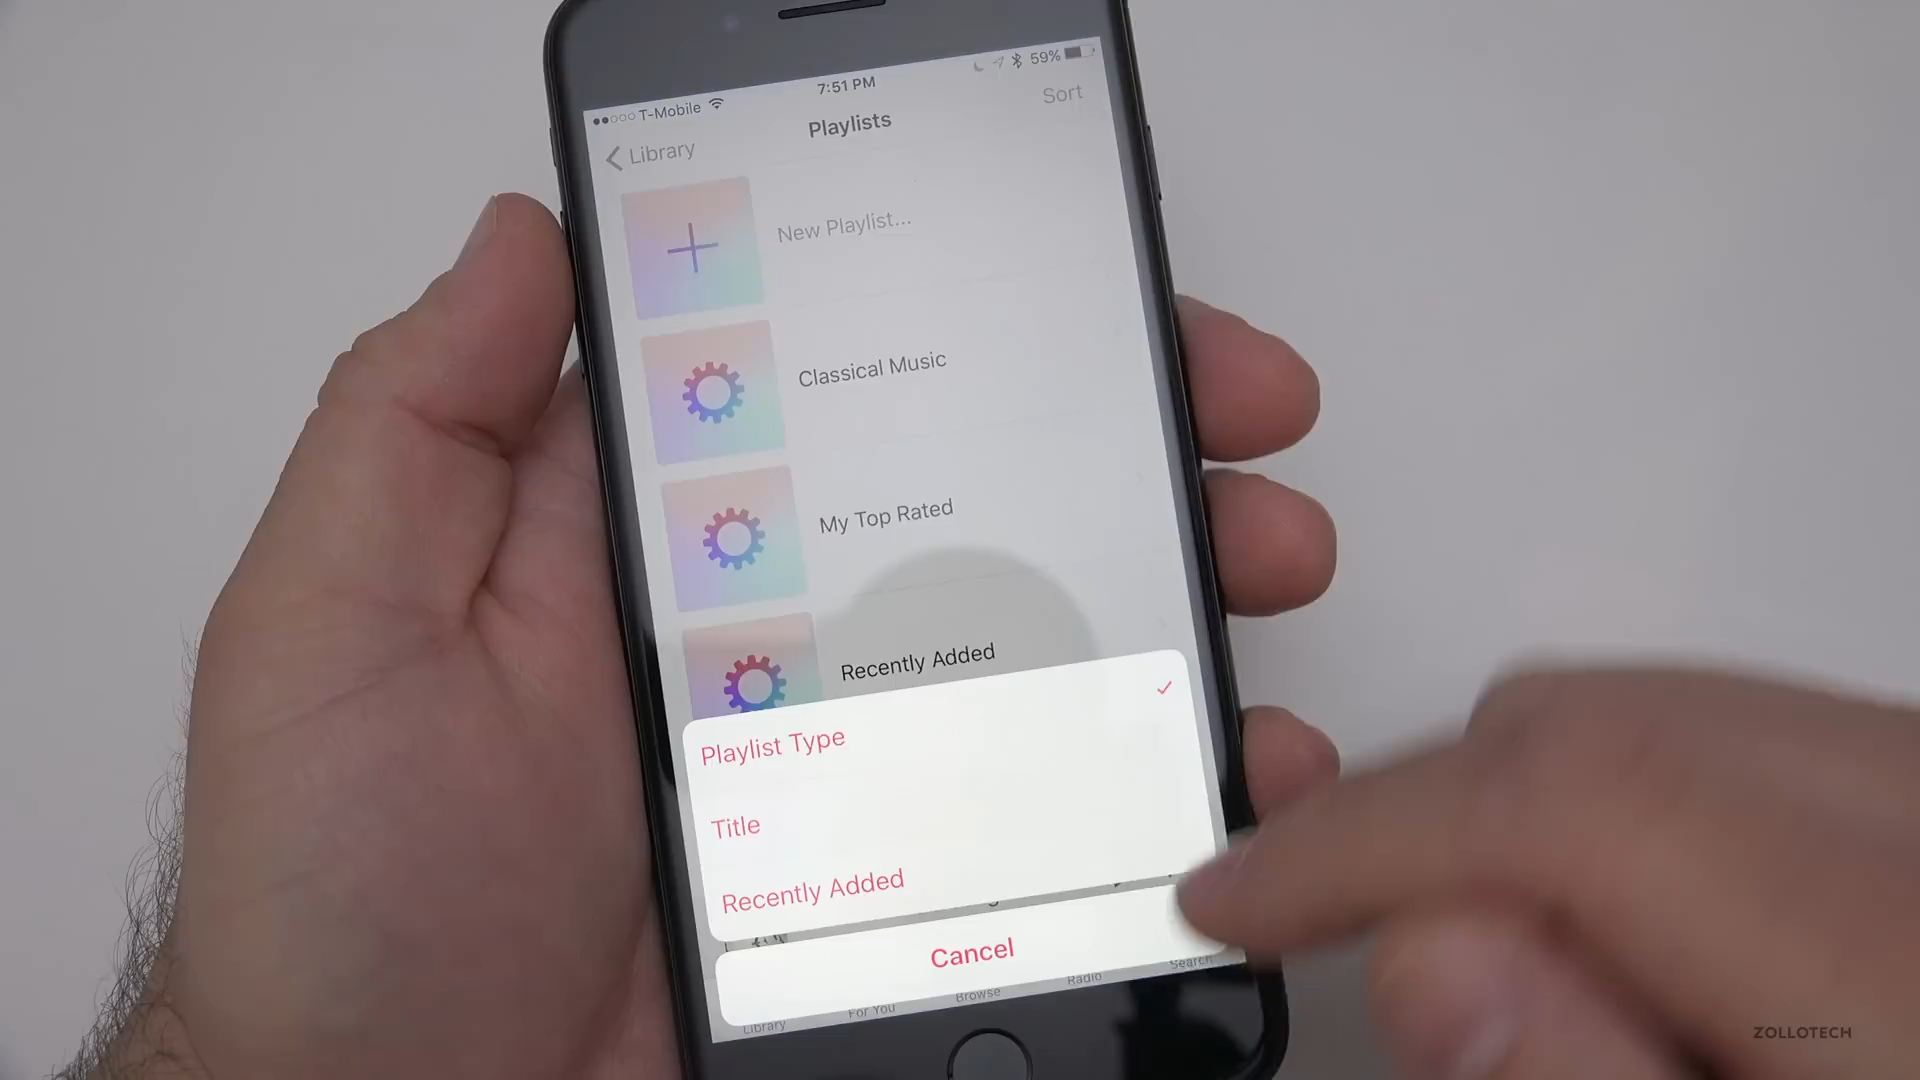 T-Mobile
7:51 PM
59%
Library
Playlists
Sort
New Playlist...
Classical Music
My Top Rated
Recently Added
Playlist Type
Title
Recently Added
Cancel
Library
For You
Browse
Radio
Search
ZOLLOTECH